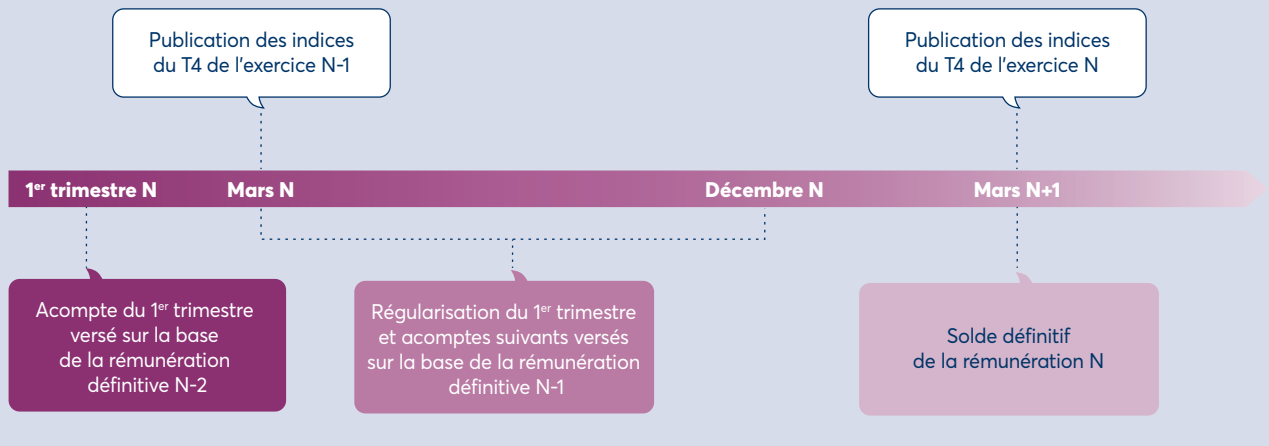 Publication des indices
du T4 de l'exercice N-1
Publication des indices
du T4 de l'exercice N
1er trimestre N
Mars N
Décembre N
Mars N+1
Acompte du 1er trimestre
versé sur la base
de la rémunération
définitive N-2
Régularisation du 1er trimestre
et acomptes suivants versés
sur la base de la rémunération
définitive N-1
Solde définitif
de la rémunération N